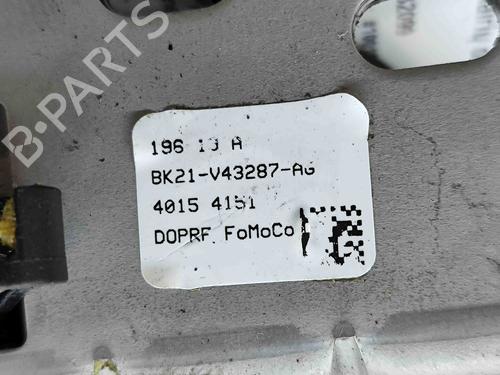 B-PARTS
196 13 A
BK21-V43287-AG
4015 4151
DOPRF FoMoCo